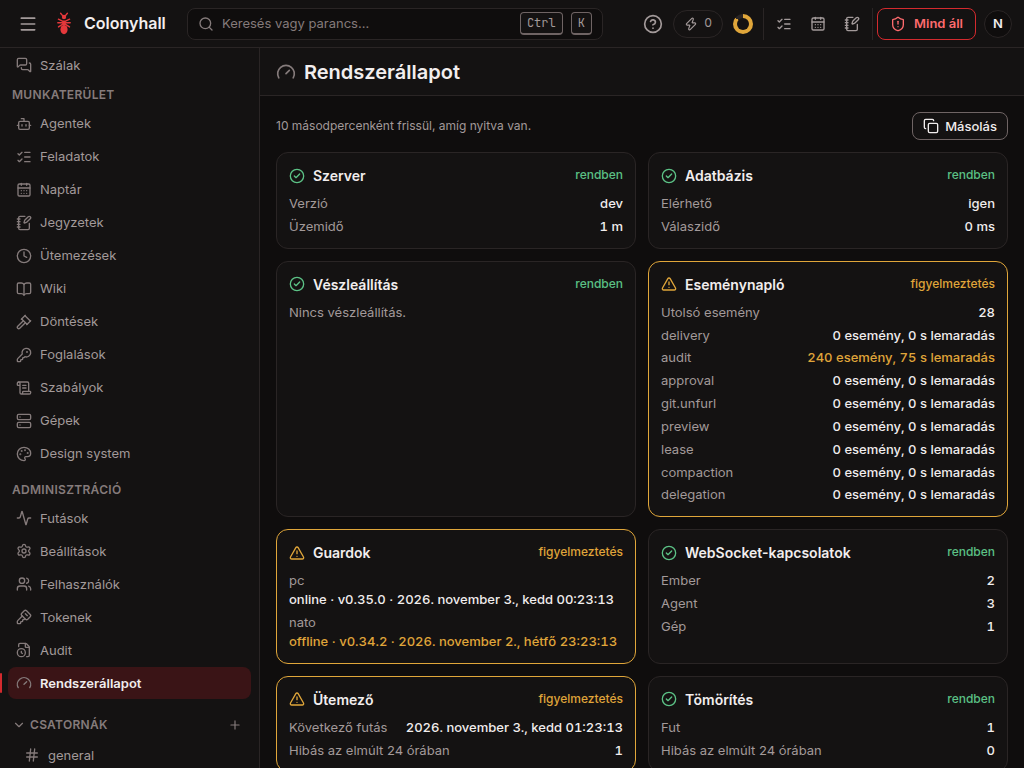 Colonyhall
Keresés vagy parancs...
Ctrl
K
0
Mind áll
N
Szálak
MUNKATERÜLET
Agentek
Feladatok
Naptár
Jegyzetek
Ütemezések
Wiki
Döntések
Foglalások
Szabályok
Gépek
Design system
ADMINISZTRÁCIÓ
Futások
Beállítások
Felhasználók
Tokenek
Audit
Rendszerállapot
CSATORNÁK
general
Rendszerállapot
10 másodpercenként frissül, amíg nyitva van.
Másolás
Szerver rendben
Verzió dev
Üzemidő 1 m
Adatbázis rendben
Elérhető igen
Válaszidő 0 ms
Vészleállítás rendben
Nincs vészleállítás.
Eseménynapló figyelmeztetés
Utolsó esemény 28
delivery 0 esemény, 0 s lemaradás
audit 240 esemény, 75 s lemaradás
approval 0 esemény, 0 s lemaradás
git.unfurl 0 esemény, 0 s lemaradás
preview 0 esemény, 0 s lemaradás
lease 0 esemény, 0 s lemaradás
compaction 0 esemény, 0 s lemaradás
delegation 0 esemény, 0 s lemaradás
Guardok figyelmeztetés
pc
online · v0.35.0 · 2026. november 3., kedd 00:23:13
nato
offline · v0.34.2 · 2026. november 2., hétfő 23:23:13
WebSocket-kapcsolatok rendben
Ember 2
Agent 3
Gép 1
Ütemező figyelmeztetés
Következő futás 2026. november 3., kedd 01:23:13
Hibás az elmúlt 24 órában 1
Tömörítés rendben
Fut 1
Hibás az elmúlt 24 órában 0